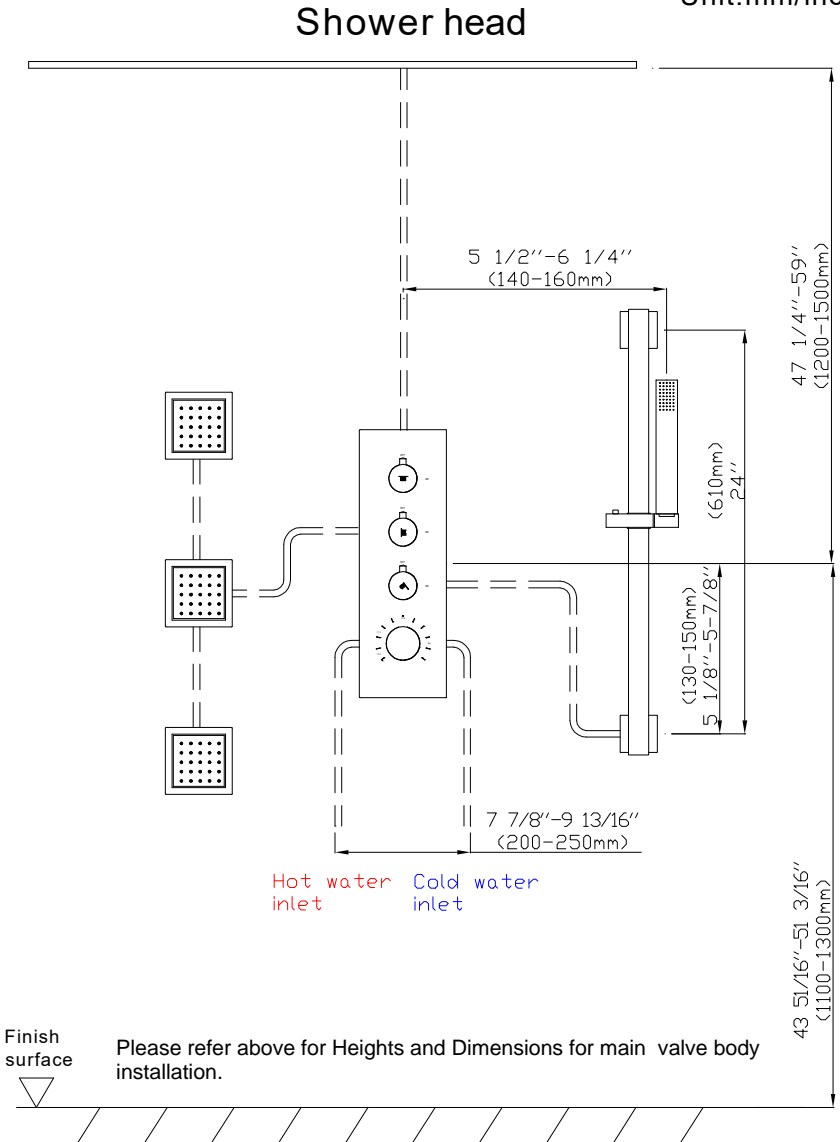 Unit:mm/inc
Shower head
5 1/2''-6 1/4''
(140-160mm)
47 1/4''-59''
(1200-1500mm)
(610mm)
24''
(130-150mm)
5 1/8''-5-7/8''
7 7/8''-9 13/16''
(200-250mm)
Hot water
inlet
Cold water
inlet
43 51/16''-51 3/16''
(1100-1300mm)
Finish
surface
Please refer above for Heights and Dimensions for main valve body
installation.